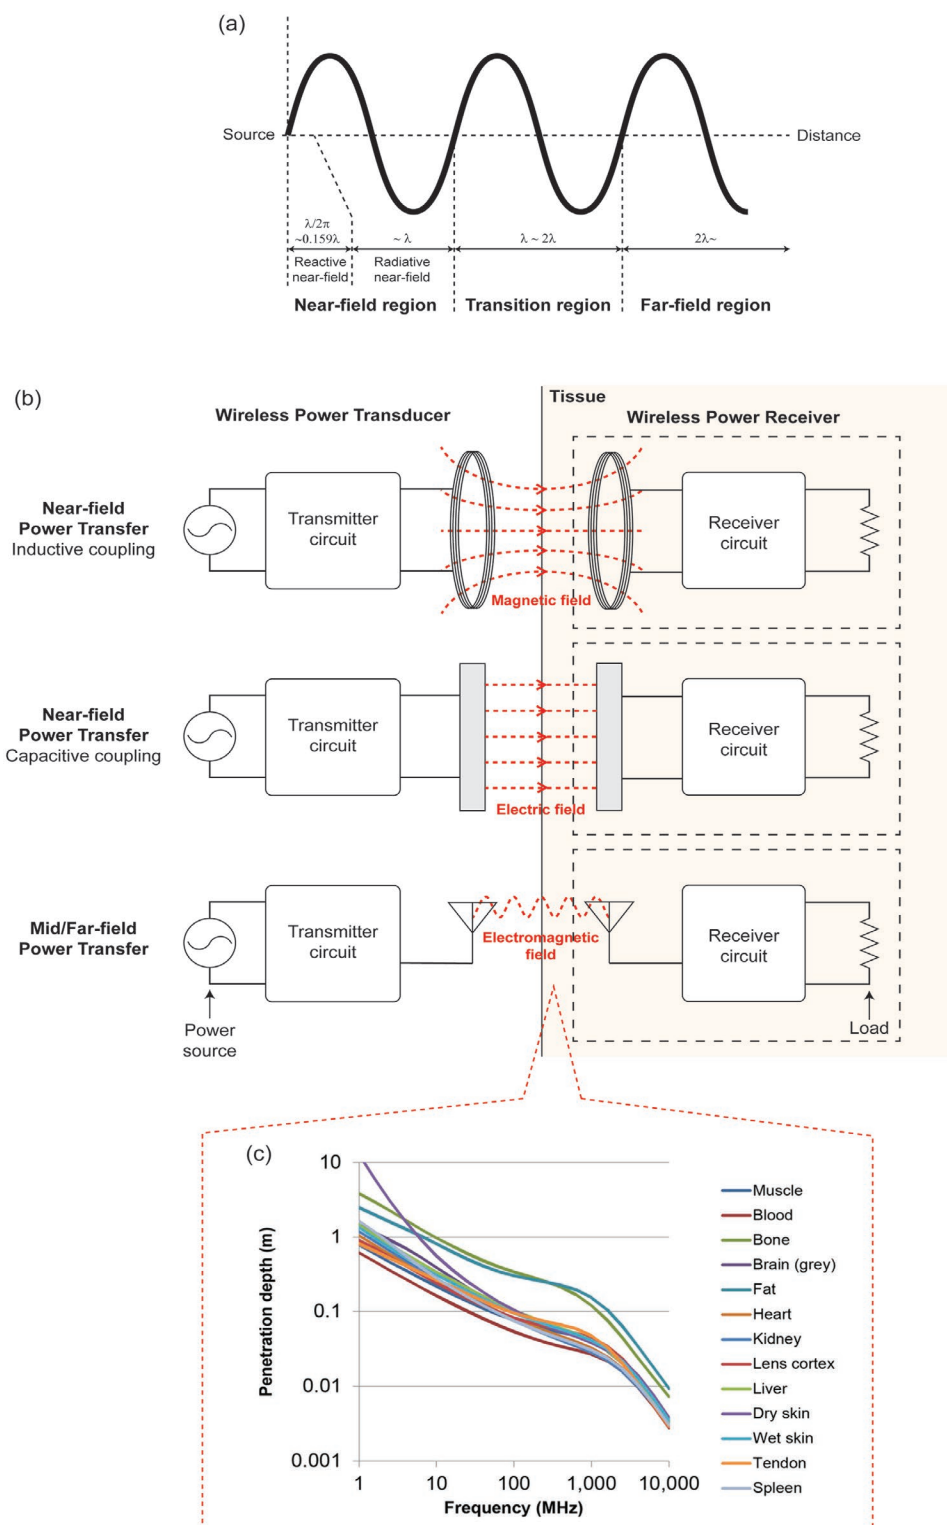 (a)
Source
Distance
λ/2π
~0.159λ
~ λ
λ ~ 2λ
2λ~
Reactive
near-field
Radiative
near-field
Near-field region
Transition region
Far-field region
(b)
Tissue
Wireless Power Transducer
Wireless Power Receiver
Near-field
Power Transfer
Inductive coupling
Transmitter
circuit
Receiver
circuit
Magnetic field
Near-field
Power Transfer
Capacitive coupling
Transmitter
circuit
Receiver
circuit
Electric field
Mid/Far-field
Power Transfer
Transmitter
circuit
Electromagnetic
field
Receiver
circuit
Power
source
Load
(c)
10
1
0.1
0.01
0.001
Penetration depth (m)
1
10
100
1,000
10,000
Frequency (MHz)
Muscle
Blood
Bone
Brain (grey)
Fat
Heart
Kidney
Lens cortex
Liver
Dry skin
Wet skin
Tendon
Spleen